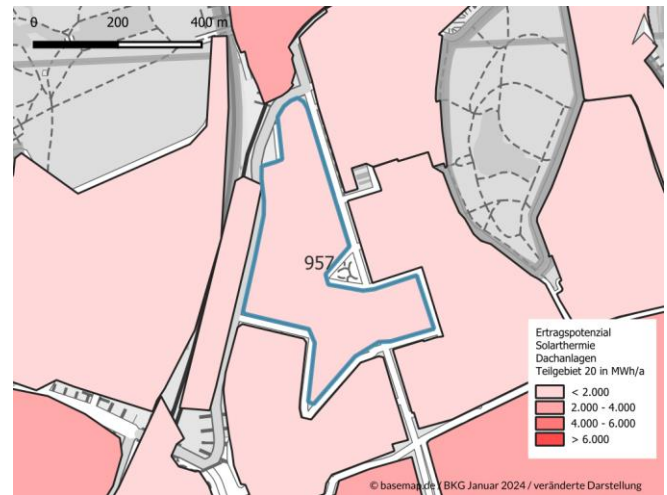 0 200 400 m
957
Ertragspotenzial
Solarthermie
Dachanlagen
Teilgebiet 20 in MWh/a
< 2.000
2.000 - 4.000
4.000 - 6.000
> 6.000
© basemap.de / BKG Januar 2024 / veränderte Darstellung